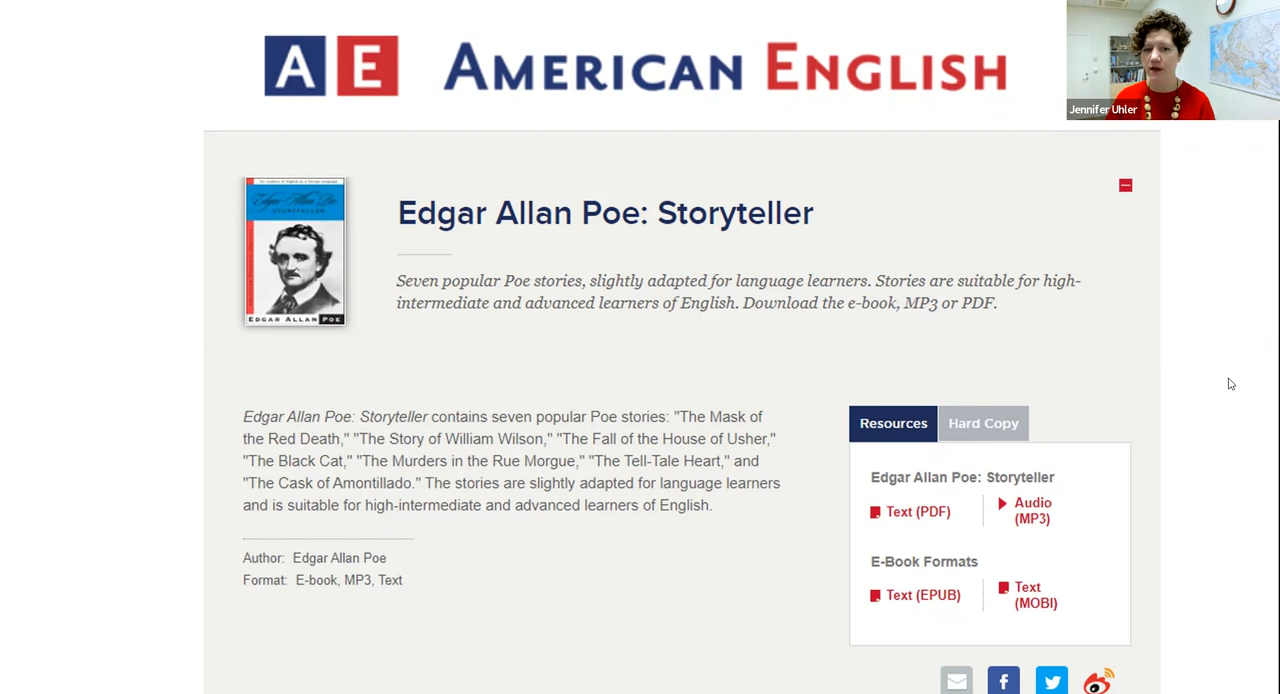 AE AMERICAN ENGLISH
Jennifer Uhler
Edgar Allan Poe
STORYTELLER
EDGAR ALLAN POE
Edgar Allan Poe: Storyteller
Seven popular Poe stories, slightly adapted for language learners. Stories are suitable for high-
intermediate and advanced learners of English. Download the e-book, MP3 or PDF.
Edgar Allan Poe: Storyteller contains seven popular Poe stories: "The Mask of
the Red Death," "The Story of William Wilson," "The Fall of the House of Usher,"
"The Black Cat," "The Murders in the Rue Morgue," "The Tell-Tale Heart," and
"The Cask of Amontillado." The stories are slightly adapted for language learners
and is suitable for high-intermediate and advanced learners of English.
Author: Edgar Allan Poe
Format: E-book, MP3, Text
Resources Hard Copy
Edgar Allan Poe: Storyteller
Text (PDF)
Audio
(MP3)
E-Book Formats
Text (EPUB)
Text
(MOBI)